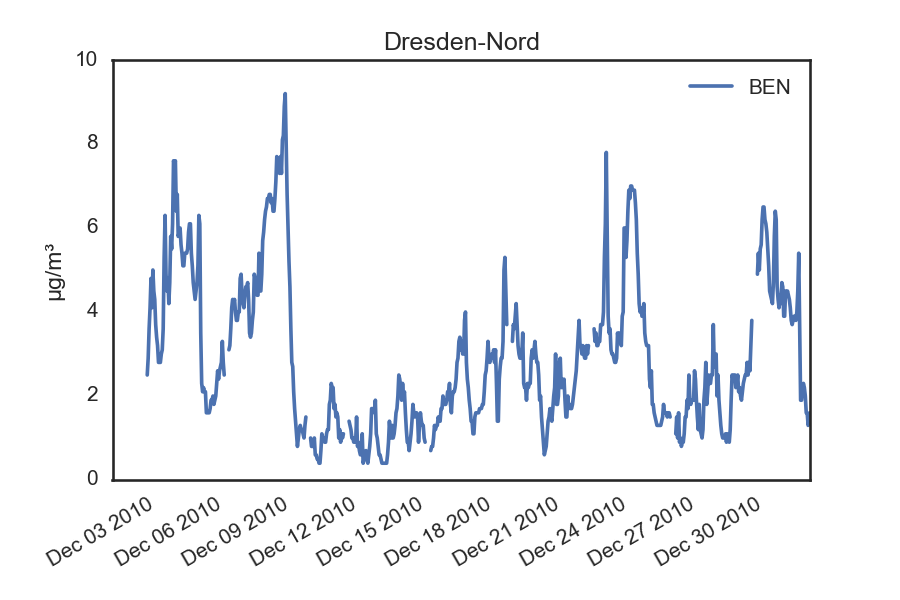 Dresden-Nord
BEN
µg/m³
10
8
6
4
2
0
Dec 03 2010
Dec 06 2010
Dec 09 2010
Dec 12 2010
Dec 15 2010
Dec 18 2010
Dec 21 2010
Dec 24 2010
Dec 27 2010
Dec 30 2010